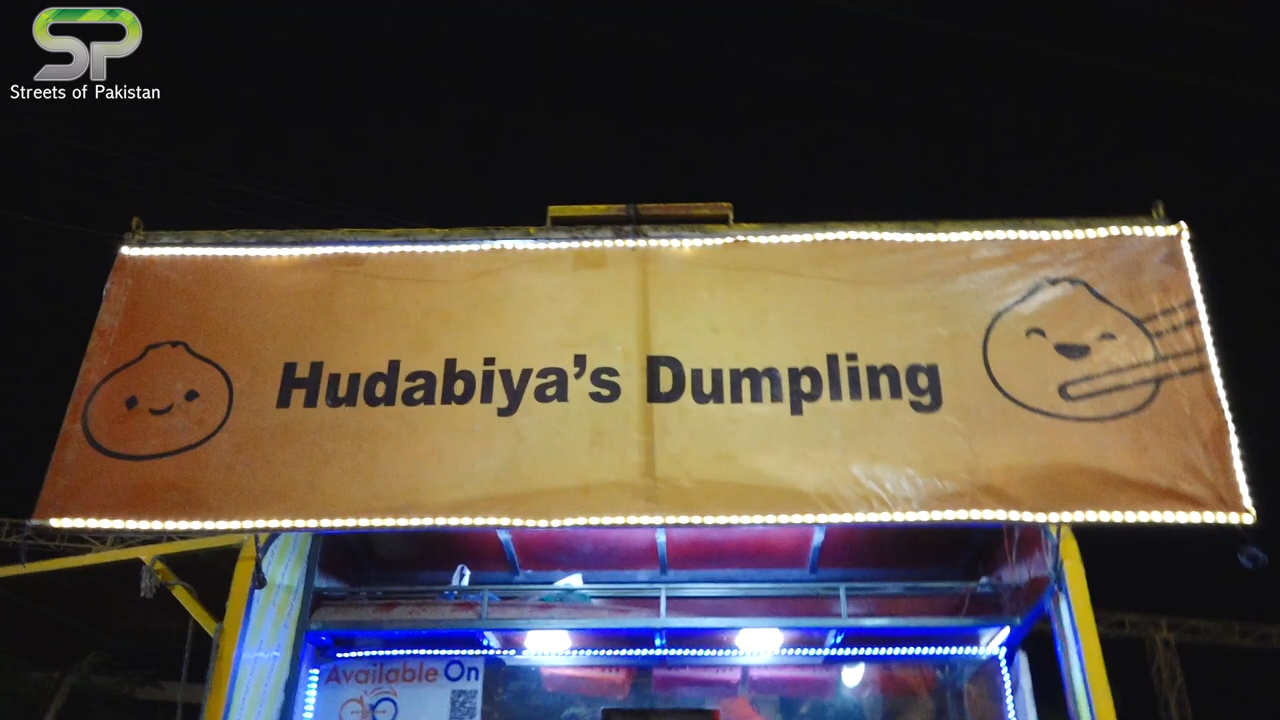 SP
Streets of Pakistan
Hudabiya's Dumpling
Available On